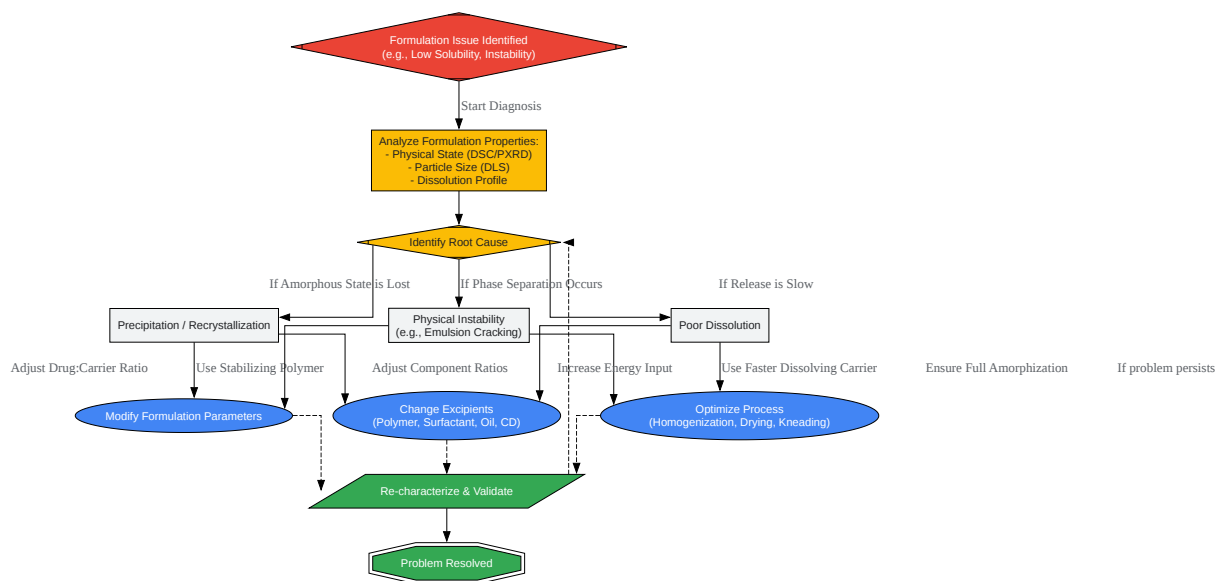 Formulation Issue Identified
(e.g., Low Solubility, Instability)
Start Diagnosis
Analyze Formulation Properties:
- Physical State (DSC/PXRD)
- Particle Size (DLS)
- Dissolution Profile
Identify Root Cause
If Amorphous State is Lost
If Phase Separation Occurs
If Release is Slow
Precipitation / Recrystallization
Physical Instability
(e.g., Emulsion Cracking)
Poor Dissolution
Adjust Drug:Carrier Ratio
Use Stabilizing Polymer
Adjust Component Ratios
Increase Energy Input
Use Faster Dissolving Carrier
Ensure Full Amorphization
If problem persists
Modify Formulation Parameters
Change Excipients
(Polymer, Surfactant, Oil, CD)
Optimize Process
(Homogenization, Drying, Kneading)
Re-characterize & Validate
Problem Resolved